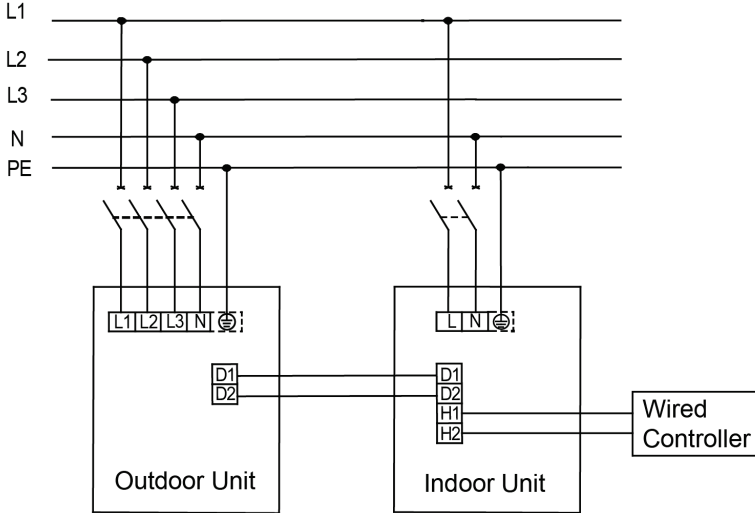 L1
L2
L3
N
PE
L1 L2 L3 N
L N
D1
D2
D1
D2
H1
H2
Wired
Controller
Outdoor Unit
Indoor Unit